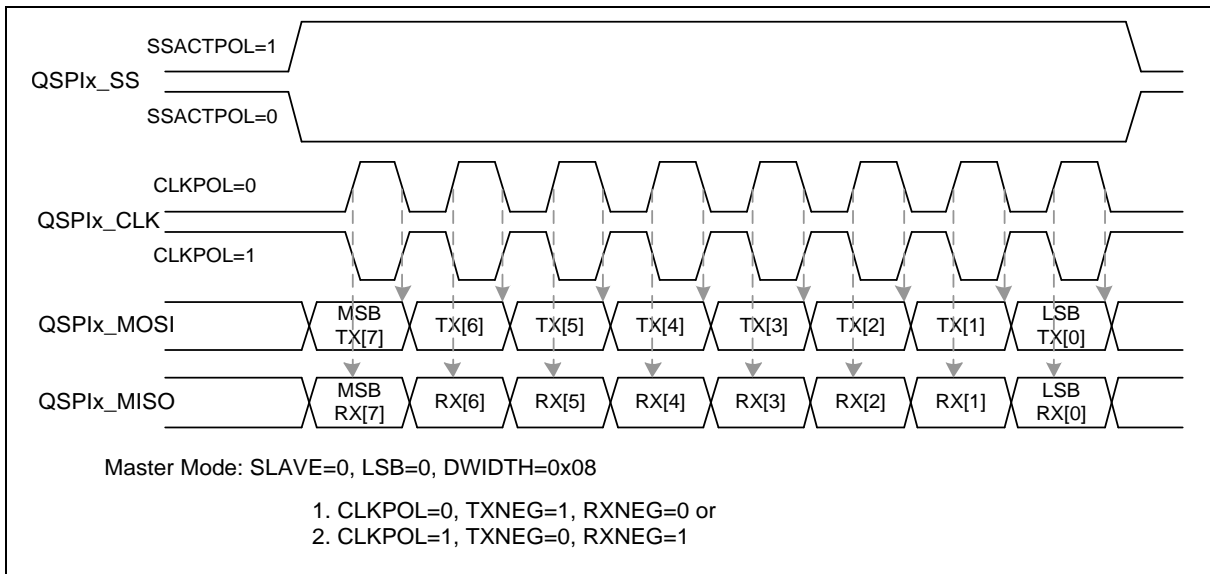 SSACTPOL=1
QSPIx_SS
SSACTPOL=0
CLKPOL=0
QSPIx_CLK
CLKPOL=1
QSPIx_MOSI
MSB
TX[7]
TX[6]
TX[5]
TX[4]
TX[3]
TX[2]
TX[1]
LSB
TX[0]
QSPIx_MISO
MSB
RX[7]
RX[6]
RX[5]
RX[4]
RX[3]
RX[2]
RX[1]
LSB
RX[0]
Master Mode: SLAVE=0, LSB=0, DWIDTH=0x08
1. CLKPOL=0, TXNEG=1, RXNEG=0 or
2. CLKPOL=1, TXNEG=0, RXNEG=1